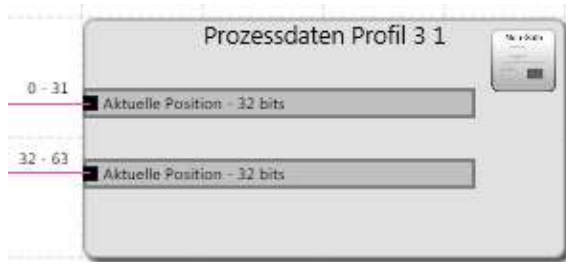 Prozessdaten Profil 3 1
0 - 31
Aktuelle Position - 32 bits
32 - 63
Aktuelle Position - 32 bits